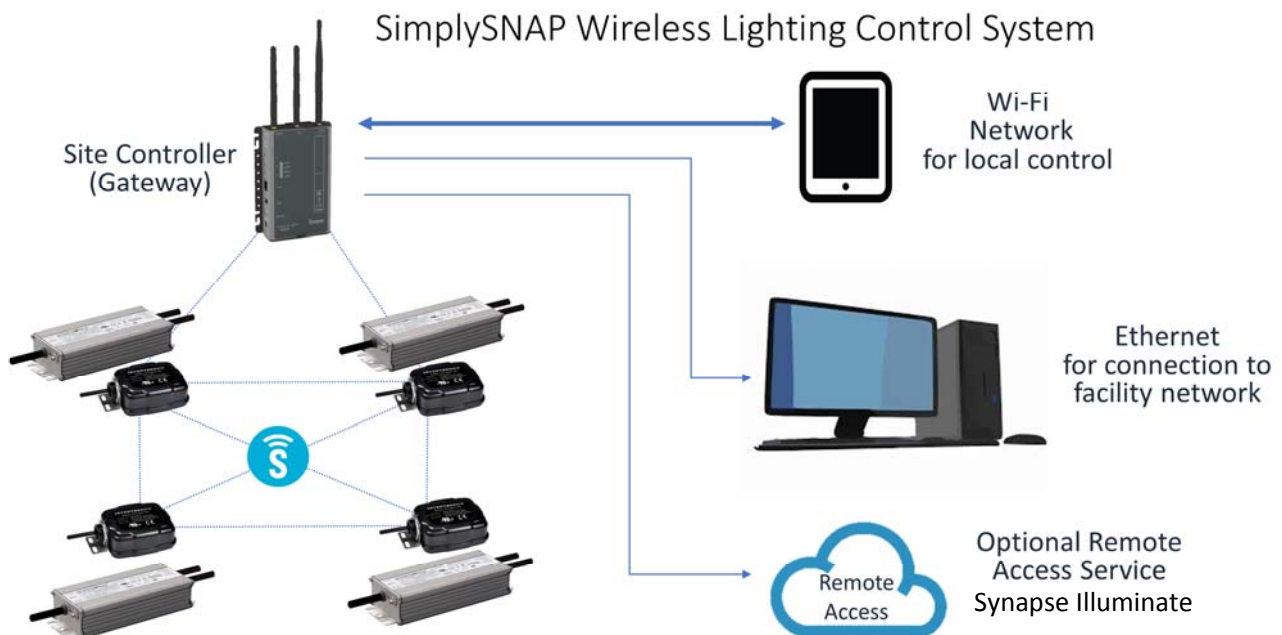 SimplySNAP Wireless Lighting Control System
Site Controller
(Gateway)
Wi-Fi
Network
for local control
Ethernet
for connection to
facility network
S
Remote
Access
Optional Remote
Access Service
Synapse Illuminate